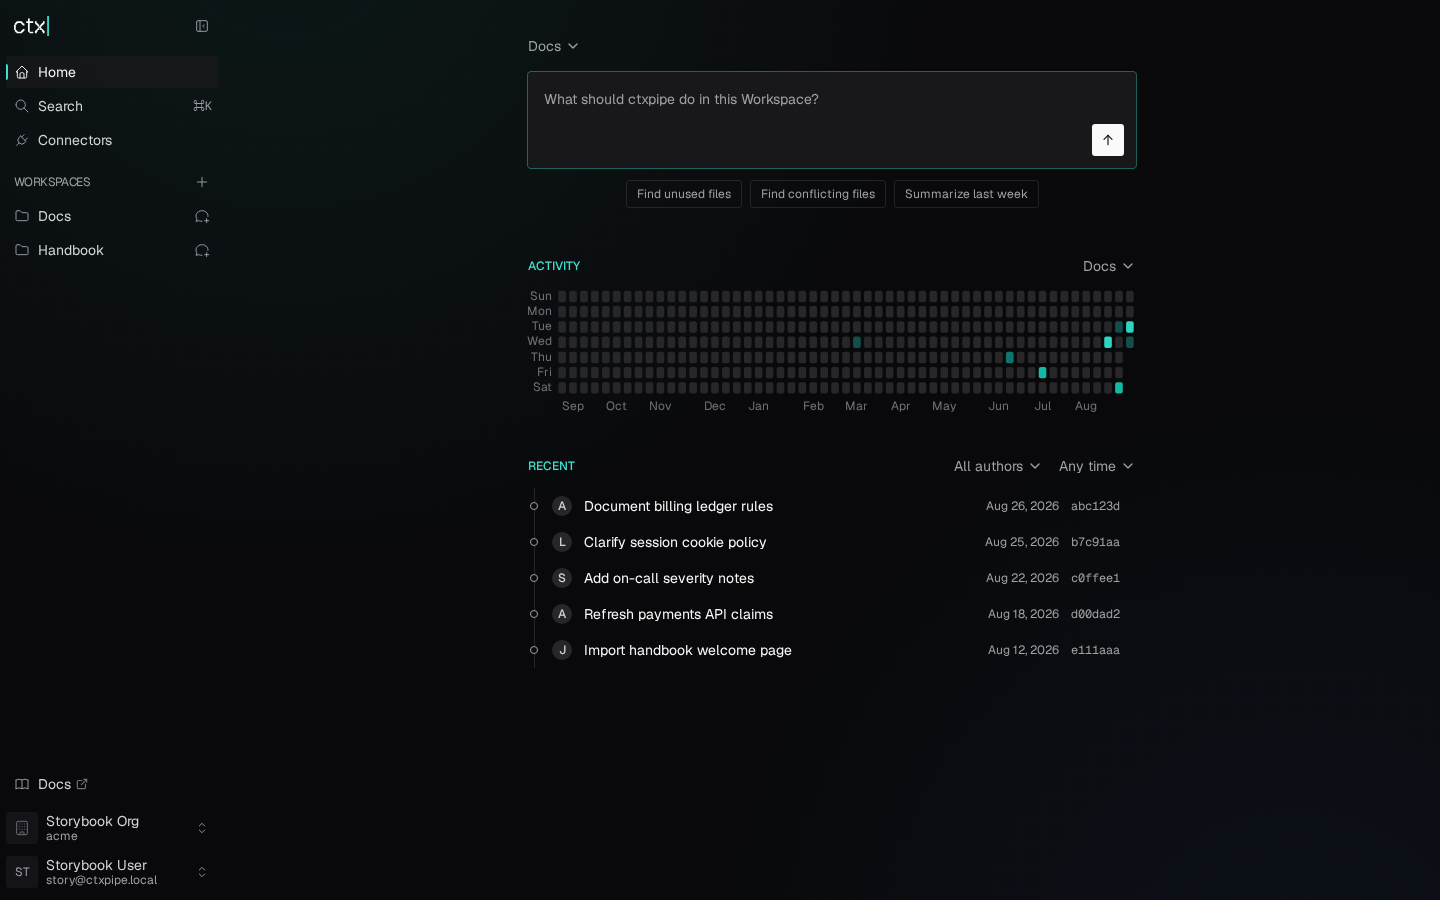 ctx
Home
Search ⌘K
Connectors
WORKSPACES
Docs
Handbook
Docs
Storybook Org
acme
ST
Storybook User
story@ctxpipe.local
Docs
What should ctxpipe do in this Workspace?
Find unused files Find conflicting files Summarize last week
ACTIVITY Docs
Sun
Mon
Tue
Wed
Thu
Fri
Sat
Sep Oct Nov Dec Jan Feb Mar Apr May Jun Jul Aug
RECENT All authors Any time
A Document billing ledger rules Aug 26, 2026 abc123d
L Clarify session cookie policy Aug 25, 2026 b7c91aa
S Add on-call severity notes Aug 22, 2026 c0ffee1
A Refresh payments API claims Aug 18, 2026 d00dad2
J Import handbook welcome page Aug 12, 2026 e111aaa